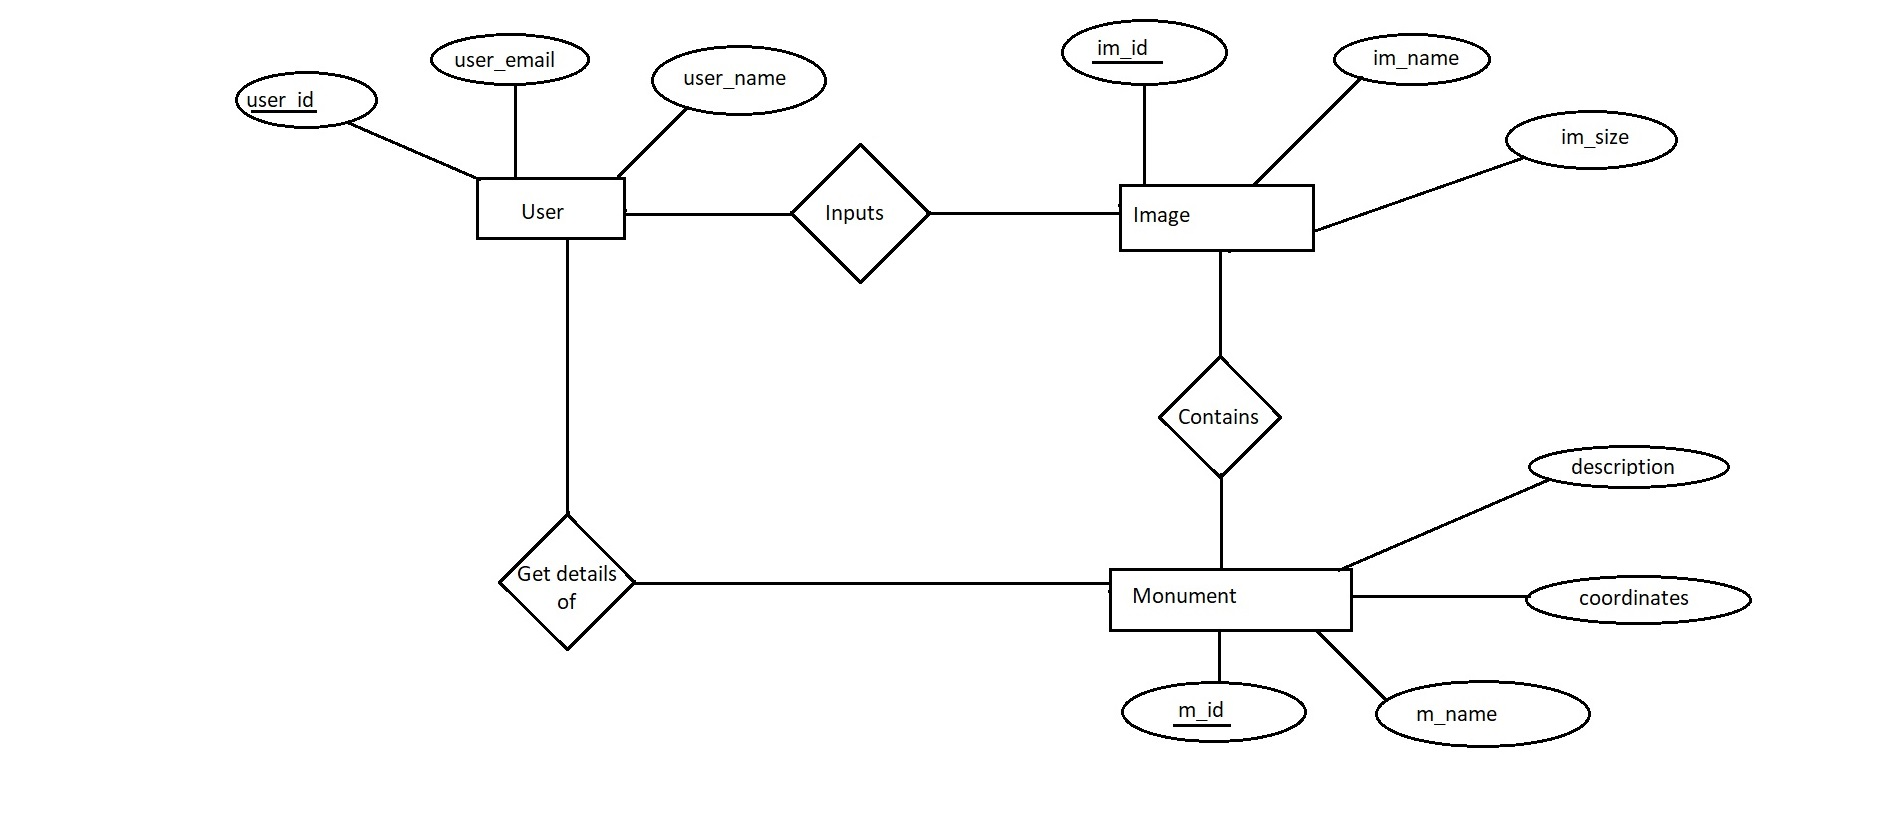 im_id
user_email
im_name
user_name
user_id
im_size
User
Inputs
Image
Contains
description
Get details
of
Monument
coordinates
m_id
m_name